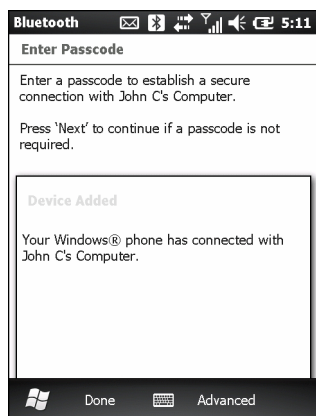 Bluetooth 5:11
Enter Passcode
Enter a passcode to establish a secure
connection with John C's Computer.
Press ‘Next’ to continue if a passcode is not
required.
Device Added
Your Windows® phone has connected with
John C's Computer.
Done Advanced